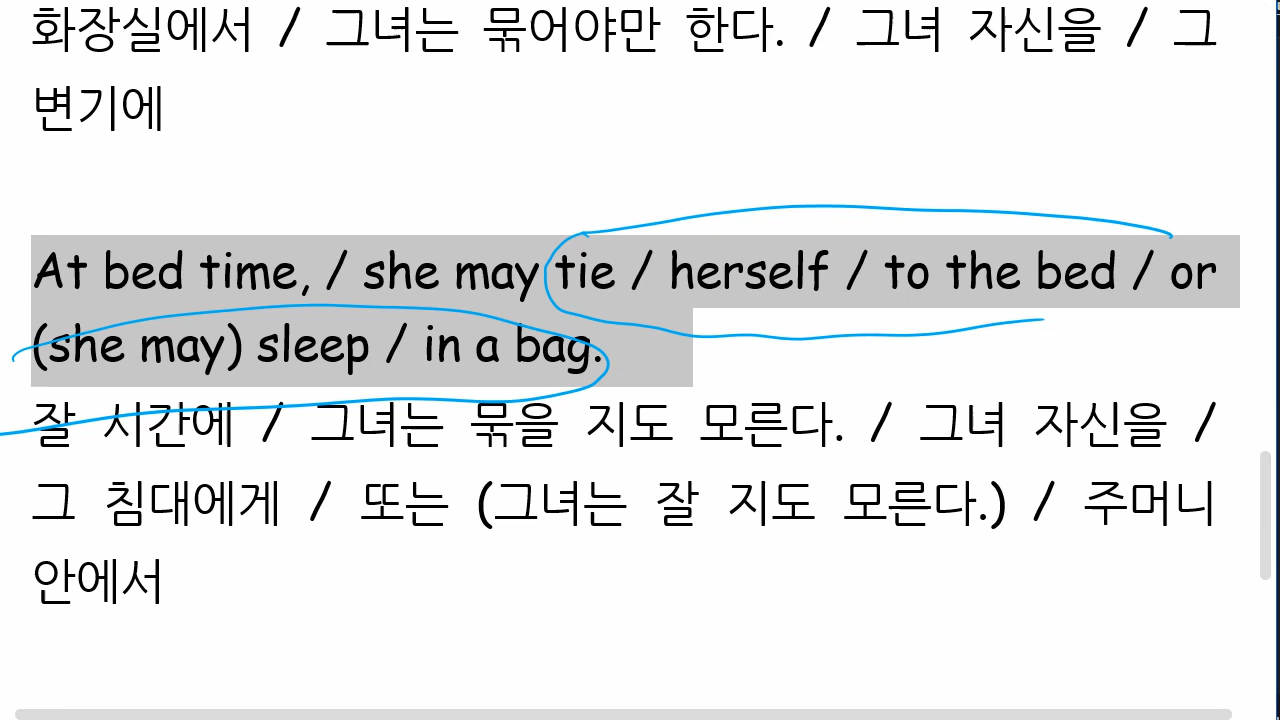 화장실에서 / 그녀는 묶어야만 한다. / 그녀 자신을 / 그
변기에
At bed time, / she may tie / herself / to the bed / or
(she may) sleep / in a bag.
잘 시간에 / 그녀는 묶을 지도 모른다. / 그녀 자신을 /
그 침대에게 / 또는 (그녀는 잘 지도 모른다.) / 주머니
안에서